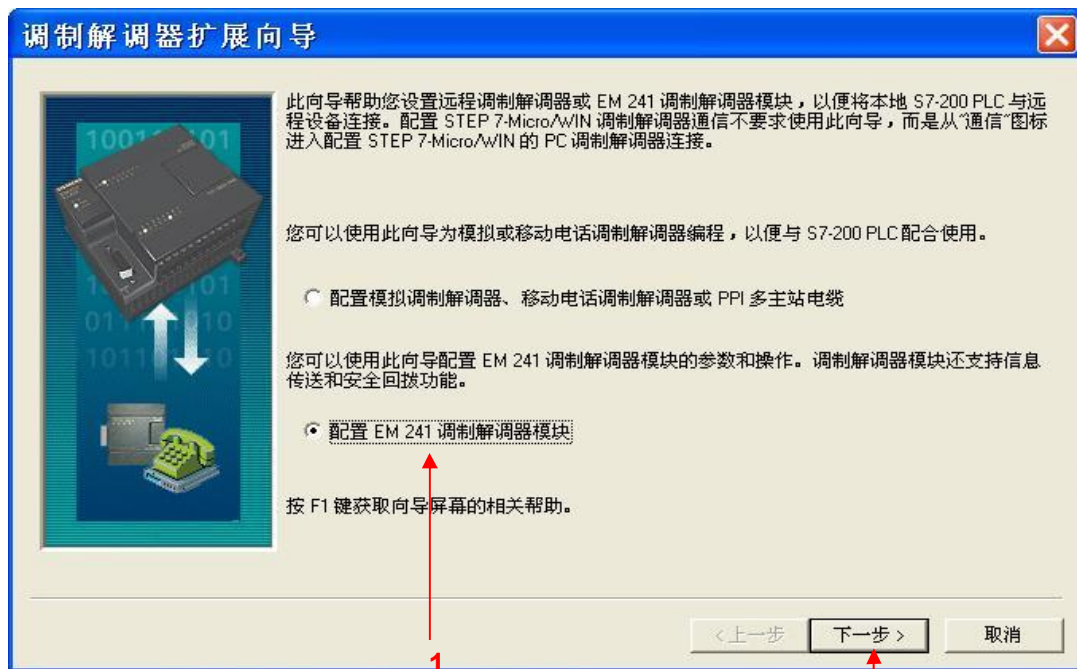 调制解调器扩展向导
此向导帮助您设置远程调制解调器或 EM 241 调制解调器模块，以便将本地 S7-200 PLC 与远
程设备连接。配置 STEP 7-Micro/WIN 调制解调器通信不要求使用此向导，而是从“通信”图标
进入配置 STEP 7-Micro/WIN 的 PC 调制解调器连接。
您可以使用此向导为模拟或移动电话调制解调器编程，以便与 S7-200 PLC 配合使用。
配置模拟调制解调器、移动电话调制解调器或 PPI 多主站电缆
您可以使用此向导配置 EM 241 调制解调器模块的参数和操作。调制解调器模块还支持信息
传送和安全回拨功能。
配置 EM 241 调制解调器模块
按 F1 键获取向导屏幕的相关帮助。
<上一步 下一步> 取消
1